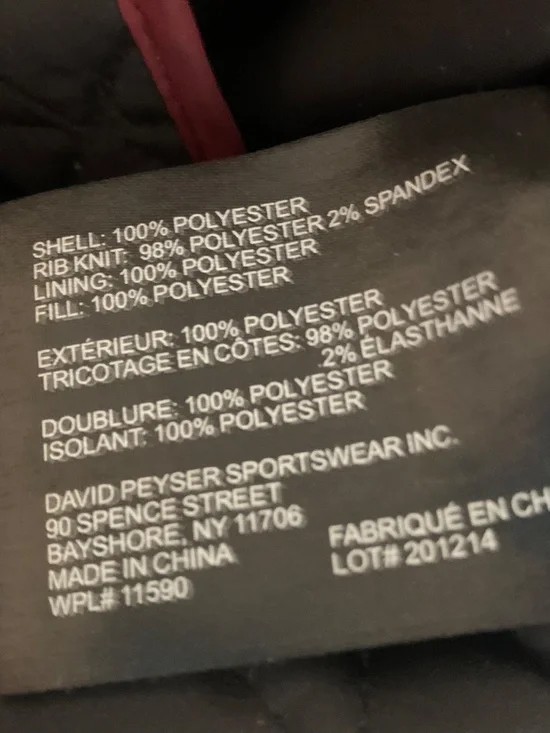 SHELL: 100% POLYESTER
RIB KNIT: 98% POLYESTER 2% SPANDEX
LINING: 100% POLYESTER
FILL: 100% POLYESTER
EXTÉRIEUR: 100% POLYESTER
TRICOTAGE EN CÔTES: 98% POLYESTER
2% ÉLASTHANNE
DOUBLURE: 100% POLYESTER
ISOLANT: 100% POLYESTER
DAVID PEYSER SPORTSWEAR INC.
90 SPENCE STREET
BAYSHORE, NY 11706
MADE IN CHINA
WPL# 11590
FABRIQUÉ EN CH
LOT# 201214